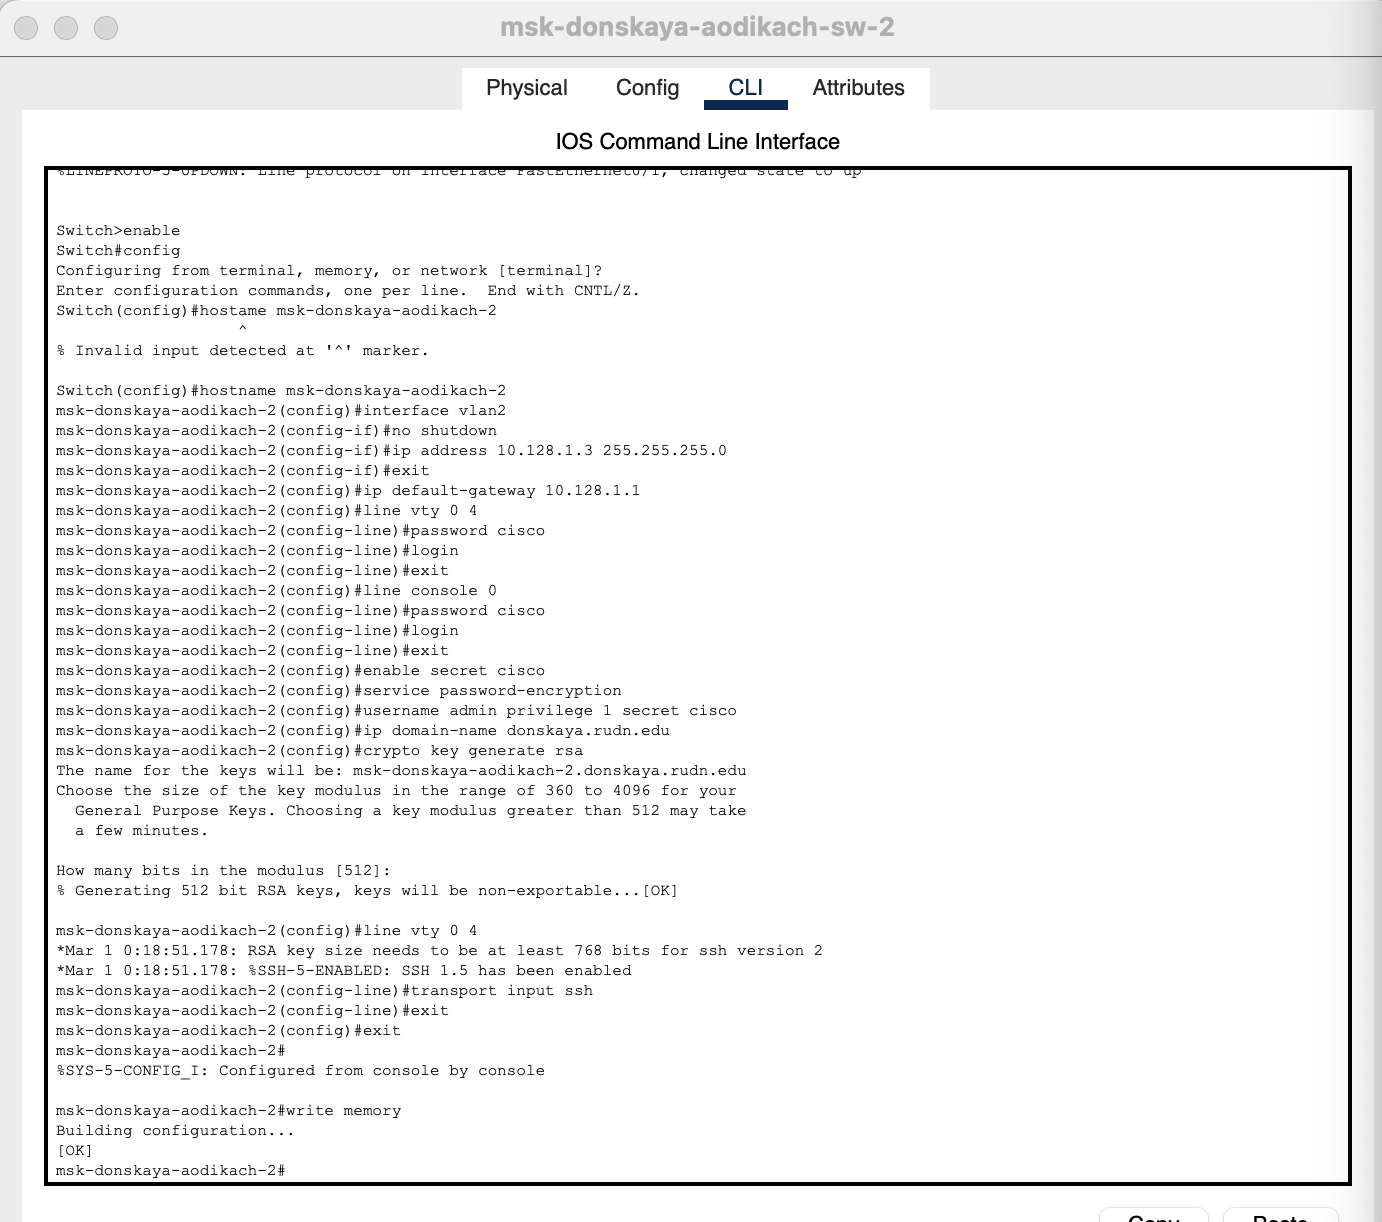 msk-donskaya-aodikach-sw-2
Physical Config CLI Attributes
IOS Command Line Interface
%LINEPROTO-5-UPDOWN: Line protocol on Interface FastEthernet0/1, changed state to up
Switch>enable
Switch#config
Configuring from terminal, memory, or network [terminal]?
Enter configuration commands, one per line.  End with CNTL/Z.
Switch(config)#hostame msk-donskaya-aodikach-2
^
% Invalid input detected at '^' marker.
Switch(config)#hostname msk-donskaya-aodikach-2
msk-donskaya-aodikach-2(config)#interface vlan2
msk-donskaya-aodikach-2(config-if)#no shutdown
msk-donskaya-aodikach-2(config-if)#ip address 10.128.1.3 255.255.255.0
msk-donskaya-aodikach-2(config-if)#exit
msk-donskaya-aodikach-2(config)#ip default-gateway 10.128.1.1
msk-donskaya-aodikach-2(config)#line vty 0 4
msk-donskaya-aodikach-2(config-line)#password cisco
msk-donskaya-aodikach-2(config-line)#login
msk-donskaya-aodikach-2(config-line)#exit
msk-donskaya-aodikach-2(config)#line console 0
msk-donskaya-aodikach-2(config-line)#password cisco
msk-donskaya-aodikach-2(config-line)#login
msk-donskaya-aodikach-2(config-line)#exit
msk-donskaya-aodikach-2(config)#enable secret cisco
msk-donskaya-aodikach-2(config)#service password-encryption
msk-donskaya-aodikach-2(config)#username admin privilege 1 secret cisco
msk-donskaya-aodikach-2(config)#ip domain-name donskaya.rudn.edu
msk-donskaya-aodikach-2(config)#crypto key generate rsa
The name for the keys will be: msk-donskaya-aodikach-2.donskaya.rudn.edu
Choose the size of the key modulus in the range of 360 to 4096 for your
General Purpose Keys. Choosing a key modulus greater than 512 may take
a few minutes.
How many bits in the modulus [512]:
% Generating 512 bit RSA keys, keys will be non-exportable...[OK]
msk-donskaya-aodikach-2(config)#line vty 0 4
*Mar 1 0:18:51.178: RSA key size needs to be at least 768 bits for ssh version 2
*Mar 1 0:18:51.178: %SSH-5-ENABLED: SSH 1.5 has been enabled
msk-donskaya-aodikach-2(config-line)#transport input ssh
msk-donskaya-aodikach-2(config-line)#exit
msk-donskaya-aodikach-2(config)#exit
msk-donskaya-aodikach-2#
%SYS-5-CONFIG_I: Configured from console by console
msk-donskaya-aodikach-2#write memory
Building configuration...
[OK]
msk-donskaya-aodikach-2#
Copy Paste